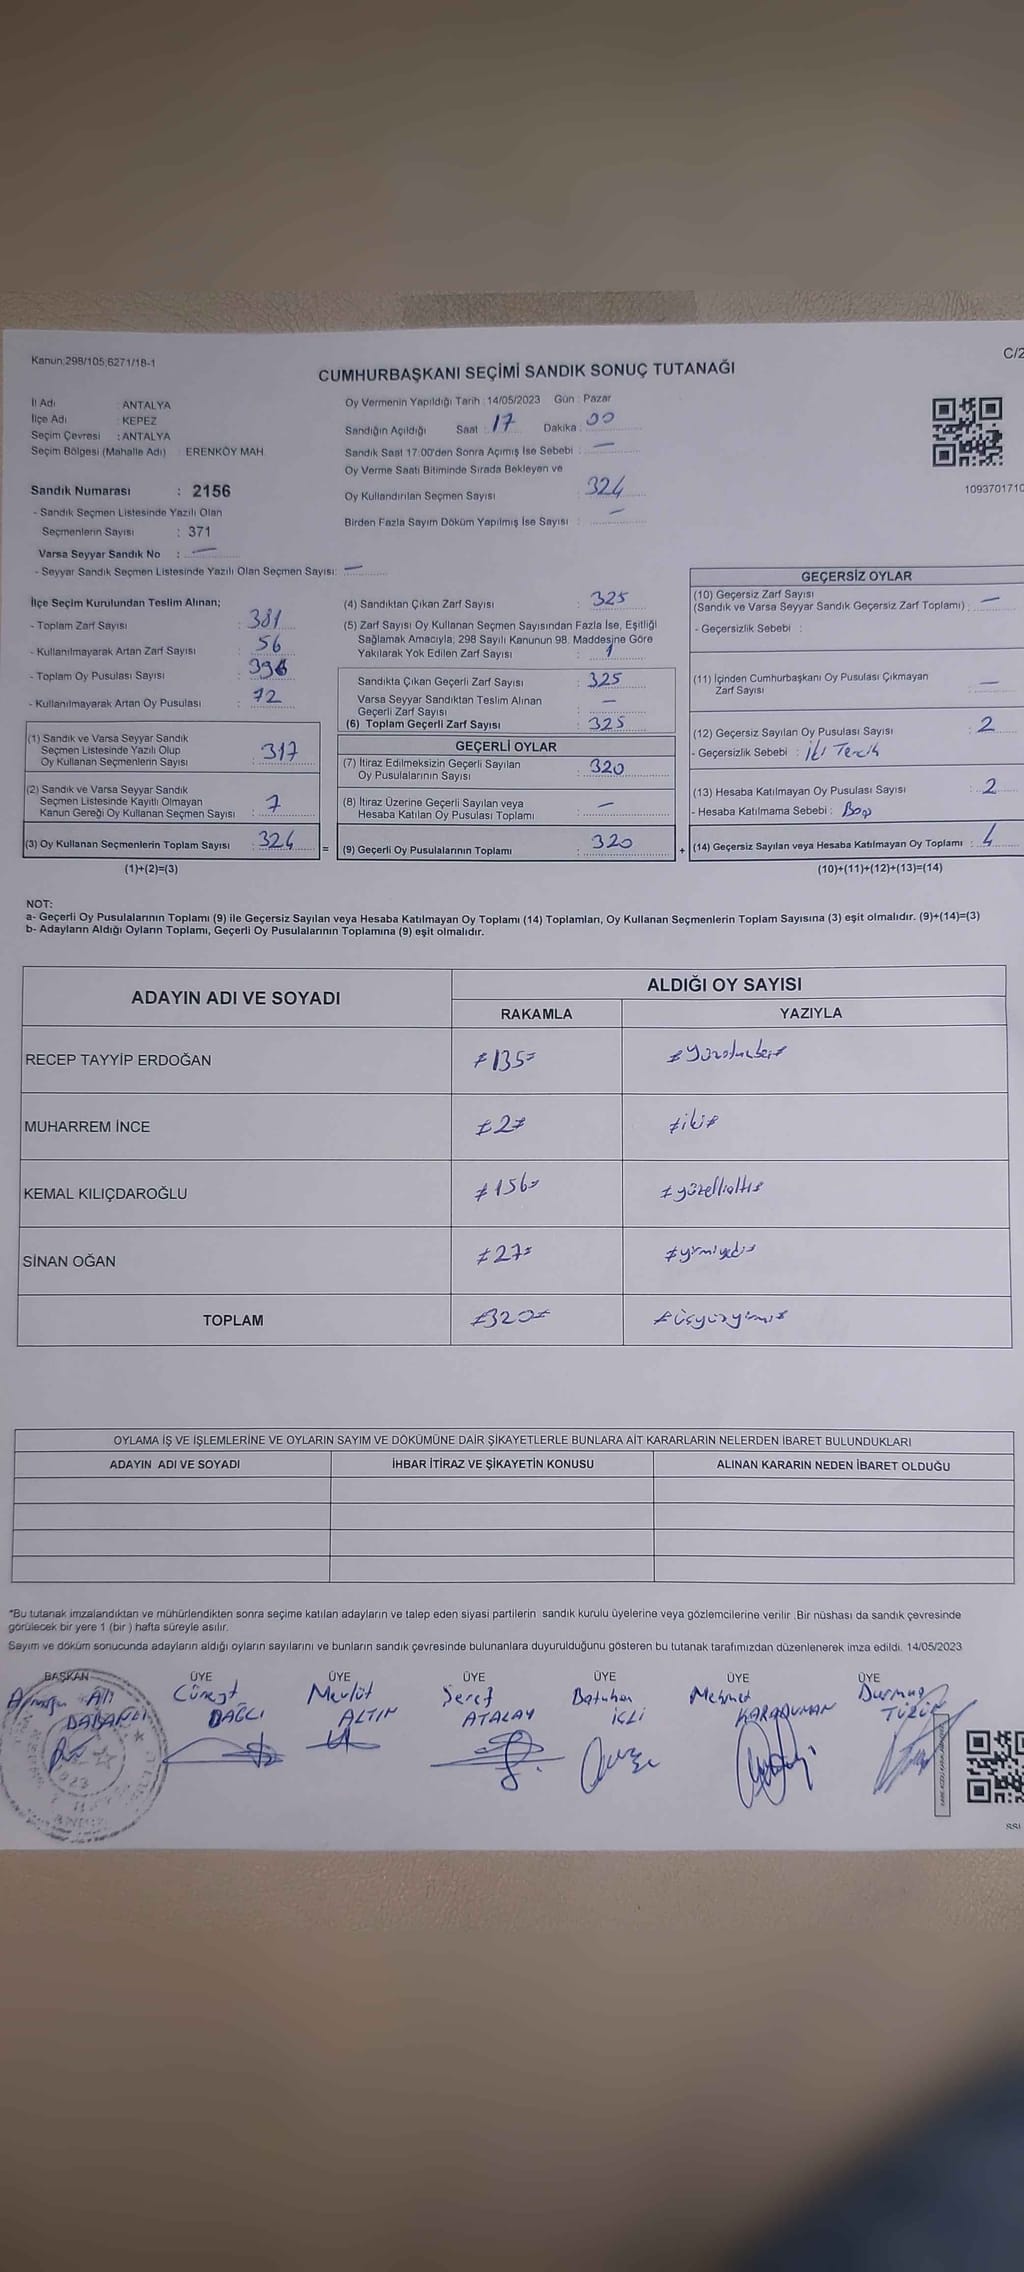 Kanun:298/105,6271/18-1
C/2
CUMHURBAŞKANI SEÇİMİ SANDIK SONUÇ TUTANAĞI
İl Adı : ANTALYA
İlçe Adı : KEPEZ
Seçim Çevresi : ANTALYA
Seçim Bölgesi (Mahalle Adı) : ERENKÖY MAH.
Sandık Numarası : 2156
- Sandık Seçmen Listesinde Yazılı Olan
Seçmenlerin Sayısı : 371
Varsa Seyyar Sandık No : —
- Seyyar Sandık Seçmen Listesinde Yazılı Olan Seçmen Sayısı: —
Oy Vermenin Yapıldığı Tarih : 14/05/2023 Gün : Pazar
Sandığın Açıldığı Saat : 17 Dakika : 00
Sandık Saat 17:00'den Sonra Açımış İse Sebebi : —
Oy Verme Saati Bitiminde Sırada Bekleyen ve
Oy Kullandırılan Seçmen Sayısı : 324
Birden Fazla Sayım Döküm Yapılmış İse Sayısı : —
1093701710
İlçe Seçim Kurulundan Teslim Alınan;
- Toplam Zarf Sayısı : 381
- Kullanılmayarak Artan Zarf Sayısı : 56
- Toplam Oy Pusulası Sayısı : 396
- Kullanılmayarak Artan Oy Pusulası : 72
(1) Sandık ve Varsa Seyyar Sandık
Seçmen Listesinde Yazılı Olup
Oy Kullanan Seçmenlerin Sayısı : 317
(2) Sandık ve Varsa Seyyar Sandık
Seçmen Listesinde Kayıtlı Olmayan
Kanun Gereği Oy Kullanan Seçmen Sayısı : 7
(3) Oy Kullanan Seçmenlerin Toplam Sayısı : 324
=
(1)+(2)=(3)
(4) Sandıktan Çıkan Zarf Sayısı : 325
(5) Zarf Sayısı Oy Kullanan Seçmen Sayısından Fazla İse, Eşitliği
Sağlamak Amacıyla, 298 Sayılı Kanunun 98. Maddesine Göre
Yakılarak Yok Edilen Zarf Sayısı : 1
Sandıkta Çıkan Geçerli Zarf Sayısı : 325
Varsa Seyyar Sandıktan Teslim Alınan
Geçerli Zarf Sayısı : —
(6) Toplam Geçerli Zarf Sayısı : 325
GEÇERLİ OYLAR
(7) İtiraz Edilmeksizin Geçerli Sayılan
Oy Pusulalarının Sayısı : 320
(8) İtiraz Üzerine Geçerli Sayılan veya
Hesaba Katılan Oy Pusulası Toplamı : —
(9) Geçerli Oy Pusulalarının Toplamı : 320
+
GEÇERSİZ OYLAR
(10) Geçersiz Zarf Sayısı
(Sandık ve Varsa Seyyar Sandık Geçersiz Zarf Toplamı) : —
- Geçersizlik Sebebi :
(11) İçinden Cumhurbaşkanı Oy Pusulası Çıkmayan
Zarf Sayısı : —
(12) Geçersiz Sayılan Oy Pusulası Sayısı : 2
- Geçersizlik Sebebi : İki Tercih
(13) Hesaba Katılmayan Oy Pusulası Sayısı : 2
- Hesaba Katılmama Sebebi : Boş
(14) Geçersiz Sayılan veya Hesaba Katılmayan Oy Toplamı : 4
(10)+(11)+(12)+(13)=(14)
NOT:
a- Geçerli Oy Pusulalarının Toplamı (9) ile Geçersiz Sayılan veya Hesaba Katılmayan Oy Toplamı (14) Toplamları, Oy Kullanan Seçmenlerin Toplam Sayısına (3) eşit olmalıdır. (9)+(14)=(3)
b- Adayların Aldığı Oyların Toplamı, Geçerli Oy Pusulalarının Toplamına (9) eşit olmalıdır.
ADAYIN ADI VE SOYADI ALDIĞI OY SAYISI
RAKAMLA YAZIYLA
RECEP TAYYİP ERDOĞAN ≠135≠ ≠yüzotuzbeş≠
MUHARREM İNCE ≠2≠ ≠iki≠
KEMAL KILIÇDAROĞLU ≠156≠ ≠yüzellialtı≠
SİNAN OĞAN ≠27≠ ≠yirmiyedi≠
TOPLAM ≠320≠ ≠üçyüzyirmi≠
OYLAMA İŞ VE İŞLEMLERİNE VE OYLARIN SAYIM VE DÖKÜMÜNE DAİR ŞİKAYETLERLE BUNLARA AİT KARARLARIN NELERDEN İBARET BULUNDUKLARI
ADAYIN ADI VE SOYADI İHBAR İTİRAZ VE ŞİKAYETİN KONUSU ALINAN KARARIN NEDEN İBARET OLDUĞU
*Bu tutanak imzalandıktan ve mühürlendikten sonra seçime katılan adayların ve talep eden siyasi partilerin sandık kurulu üyelerine veya gözlemcilerine verilir .Bir nüshası da sandık çevresinde
görülecek bir yere 1 (bir ) hafta süreyle asılır.
Sayım ve döküm sonucunda adayların aldığı oyların sayılarını ve bunların sandık çevresinde bulunanlara duyurulduğunu gösteren bu tutanak tarafımızdan düzenlenerek imza edildi. 14/05/2023
BAŞKAN ÜYE ÜYE ÜYE ÜYE ÜYE ÜYE
Ali Cüneyt Mevlüt Şeref Batuhan Mehmet Durmuş
BAĞCI ALTIN ATALAY İÇLİ KARADUMAN